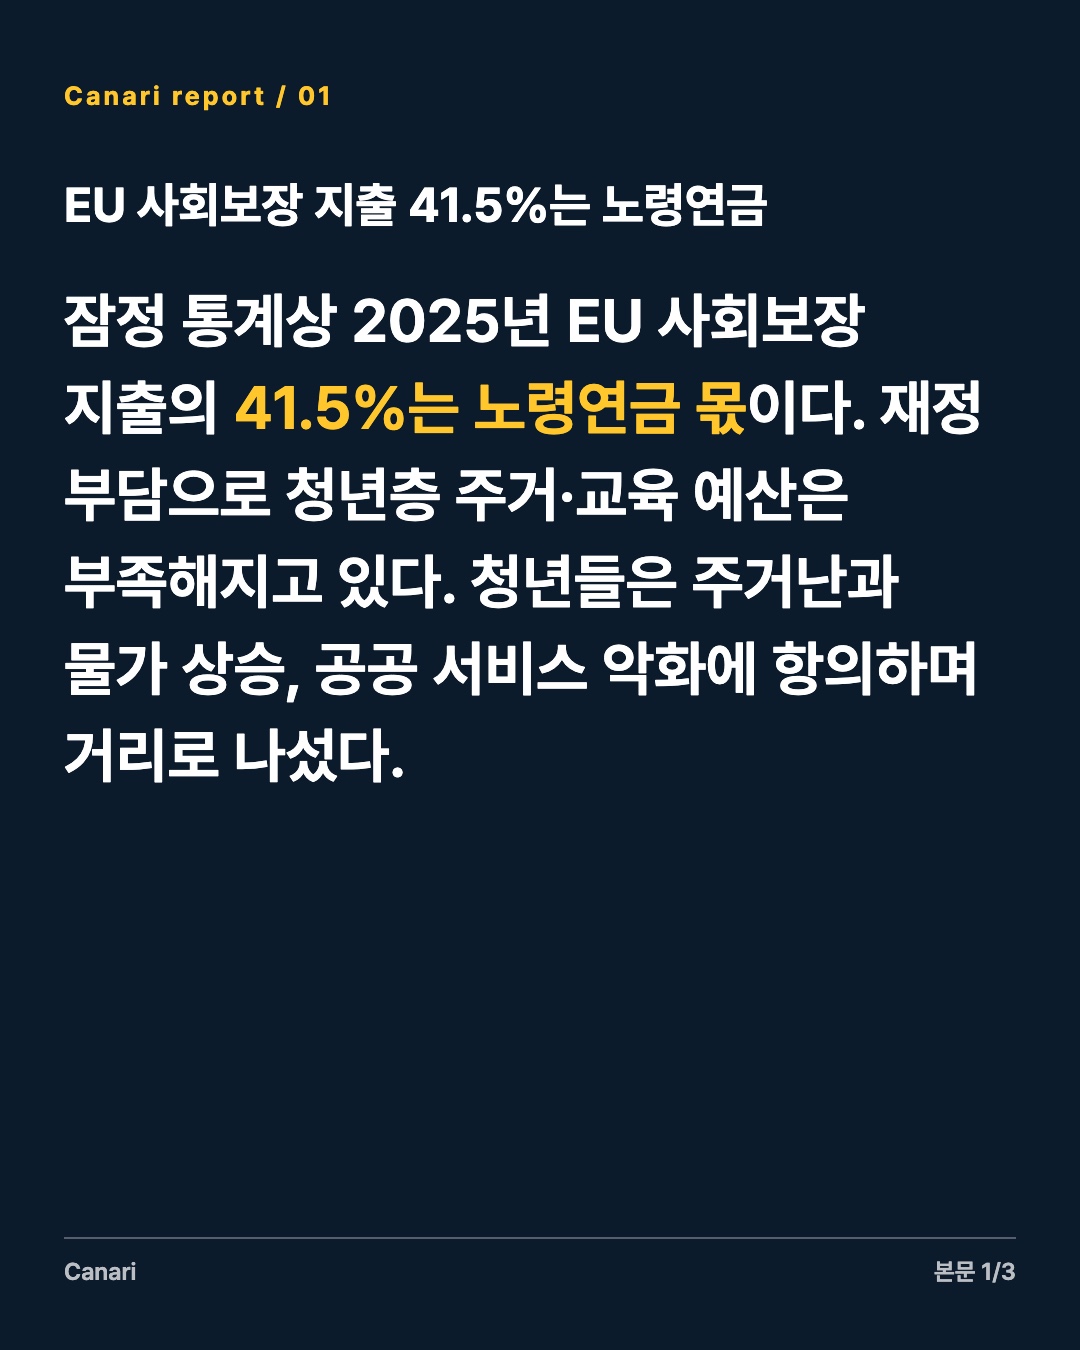 Canari report / 01
EU 사회보장 지출 41.5%는 노령연금
잠정 통계상 2025년 EU 사회보장
지출의 41.5%는 노령연금 몫이다. 재정
부담으로 청년층 주거·교육 예산은
부족해지고 있다. 청년들은 주거난과
물가 상승, 공공 서비스 악화에 항의하며
거리로 나섰다.
Canari
본문 1/3